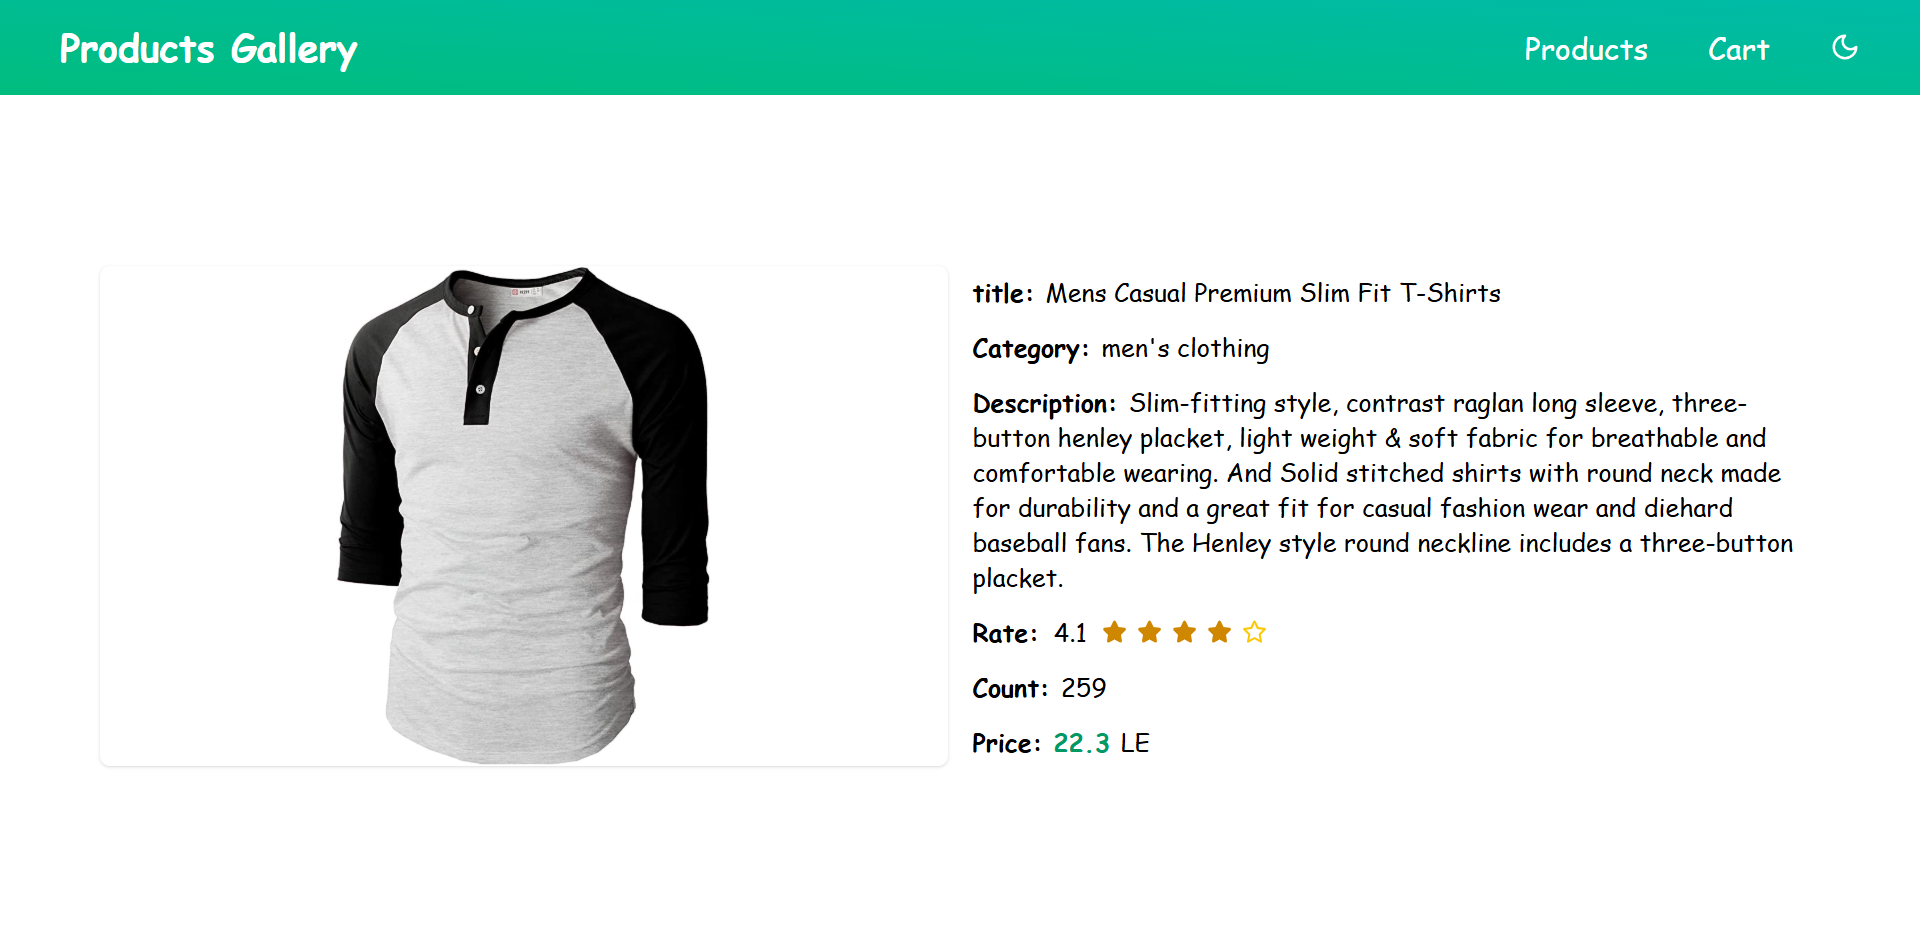 Products Gallery
Products
Cart
title: Mens Casual Premium Slim Fit T-Shirts
Category: men's clothing
Description: Slim-fitting style, contrast raglan long sleeve, three-
button henley placket, light weight & soft fabric for breathable and
comfortable wearing. And Solid stitched shirts with round neck made
for durability and a great fit for casual fashion wear and diehard
baseball fans. The Henley style round neckline includes a three-button
placket.
Rate: 4.1
Count: 259
Price: 22.3 LE